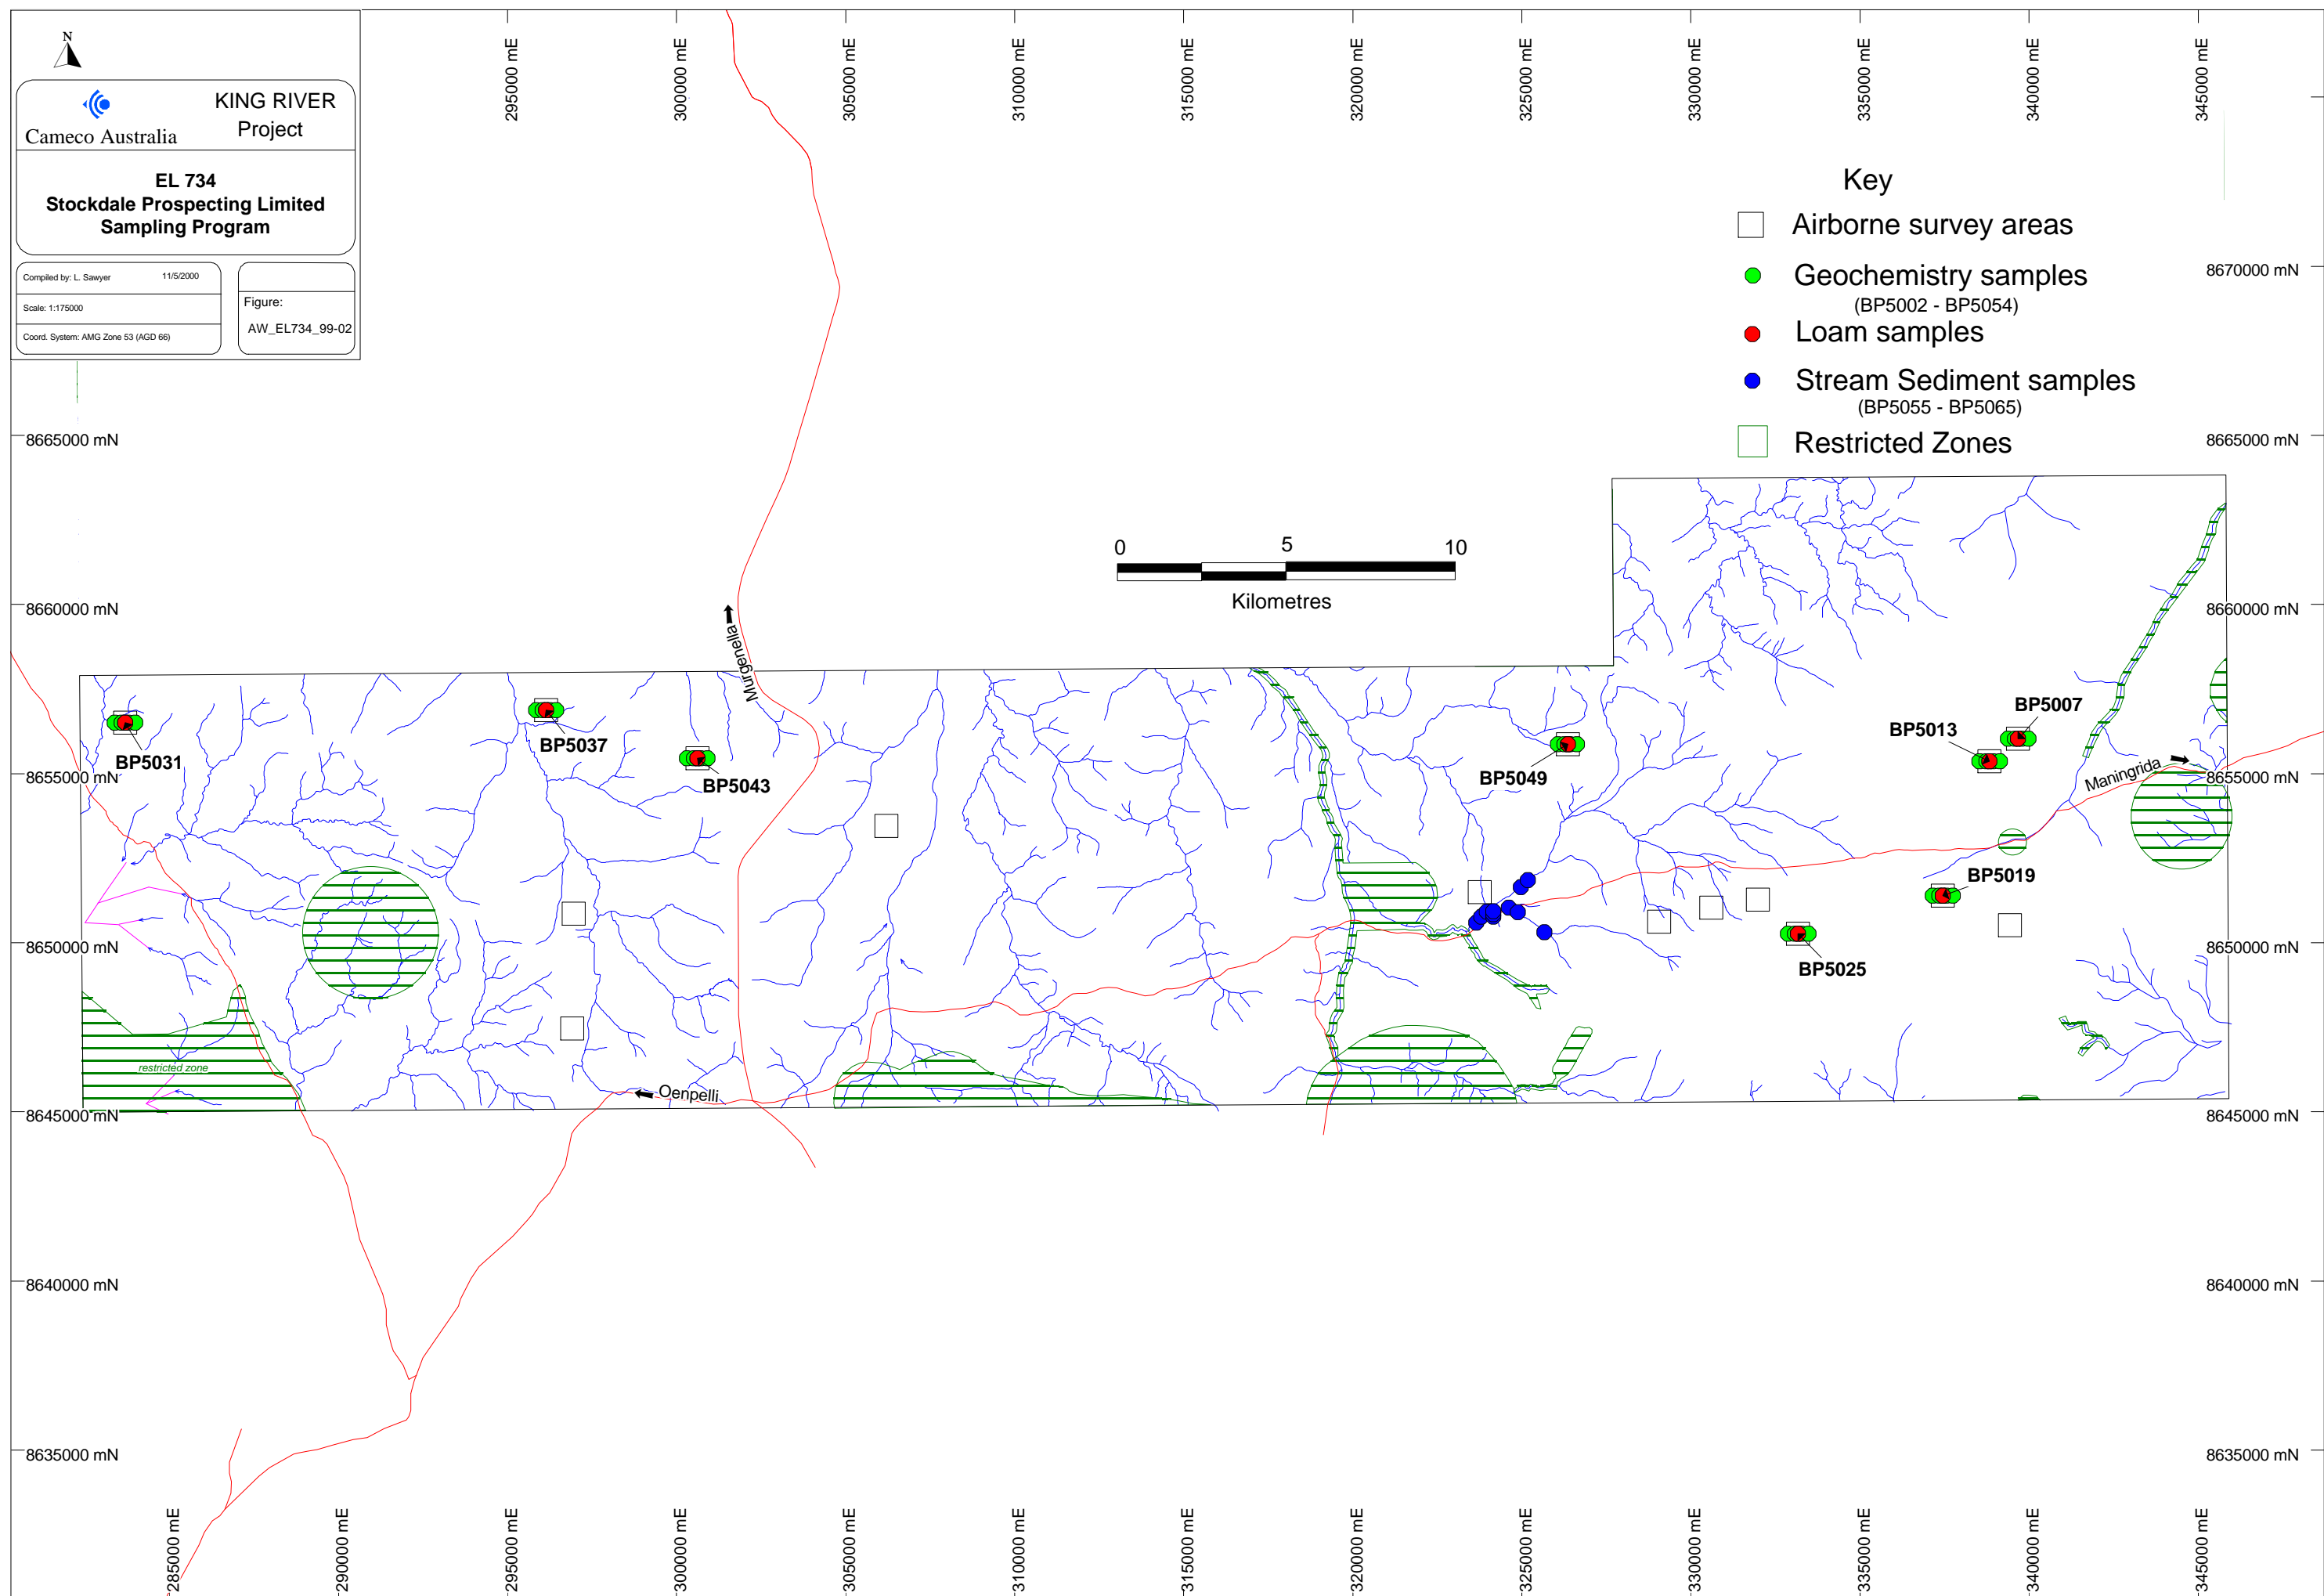 N
Cameco Australia
KING RIVER
Project
EL 734
Stockdale Prospecting Limited
Sampling Program
Compiled by: L. Sawyer 11/5/2000
Scale: 1:175000
Coord. System: AMG Zone 53 (AGD 66)
Figure:
AW_EL734_99-02
295000 mE
300000 mE
305000 mE
310000 mE
315000 mE
320000 mE
325000 mE
330000 mE
335000 mE
340000 mE
345000 mE
Key
Airborne survey areas
Geochemistry samples
(BP5002 - BP5054)
Loam samples
Stream Sediment samples
(BP5055 - BP5065)
Restricted Zones
8670000 mN
8665000 mN
8665000 mN
0 5 10
Kilometres
8660000 mN
8660000 mN
Murgenella
BP5031
BP5037
BP5043
BP5049
BP5013
BP5007
Maningrida
8655000 mN
8655000 mN
BP5019
BP5025
8650000 mN
8650000 mN
restricted zone
Oenpelli
8645000 mN
8645000 mN
8640000 mN
8640000 mN
8635000 mN
8635000 mN
285000 mE
290000 mE
295000 mE
300000 mE
305000 mE
310000 mE
315000 mE
320000 mE
325000 mE
330000 mE
335000 mE
340000 mE
345000 mE